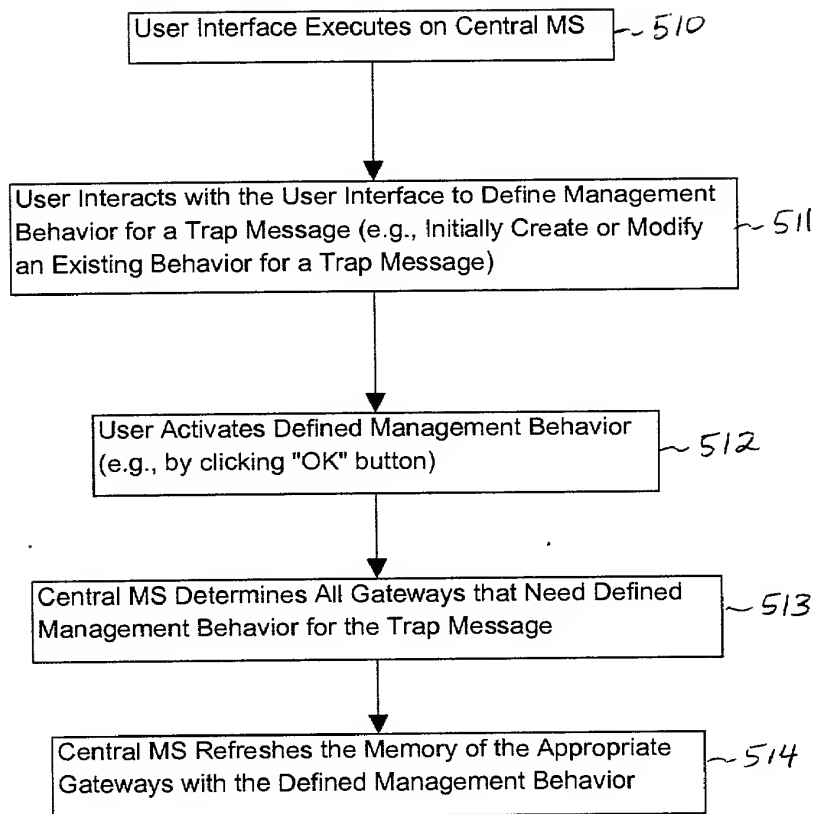 User Interface Executes on Central MS
510
User Interacts with the User Interface to Define Management
Behavior for a Trap Message (e.g., Initially Create or Modify
an Existing Behavior for a Trap Message)
511
User Activates Defined Management Behavior
(e.g., by clicking "OK" button)
512
Central MS Determines All Gateways that Need Defined
Management Behavior for the Trap Message
513
Central MS Refreshes the Memory of the Appropriate
Gateways with the Defined Management Behavior
514